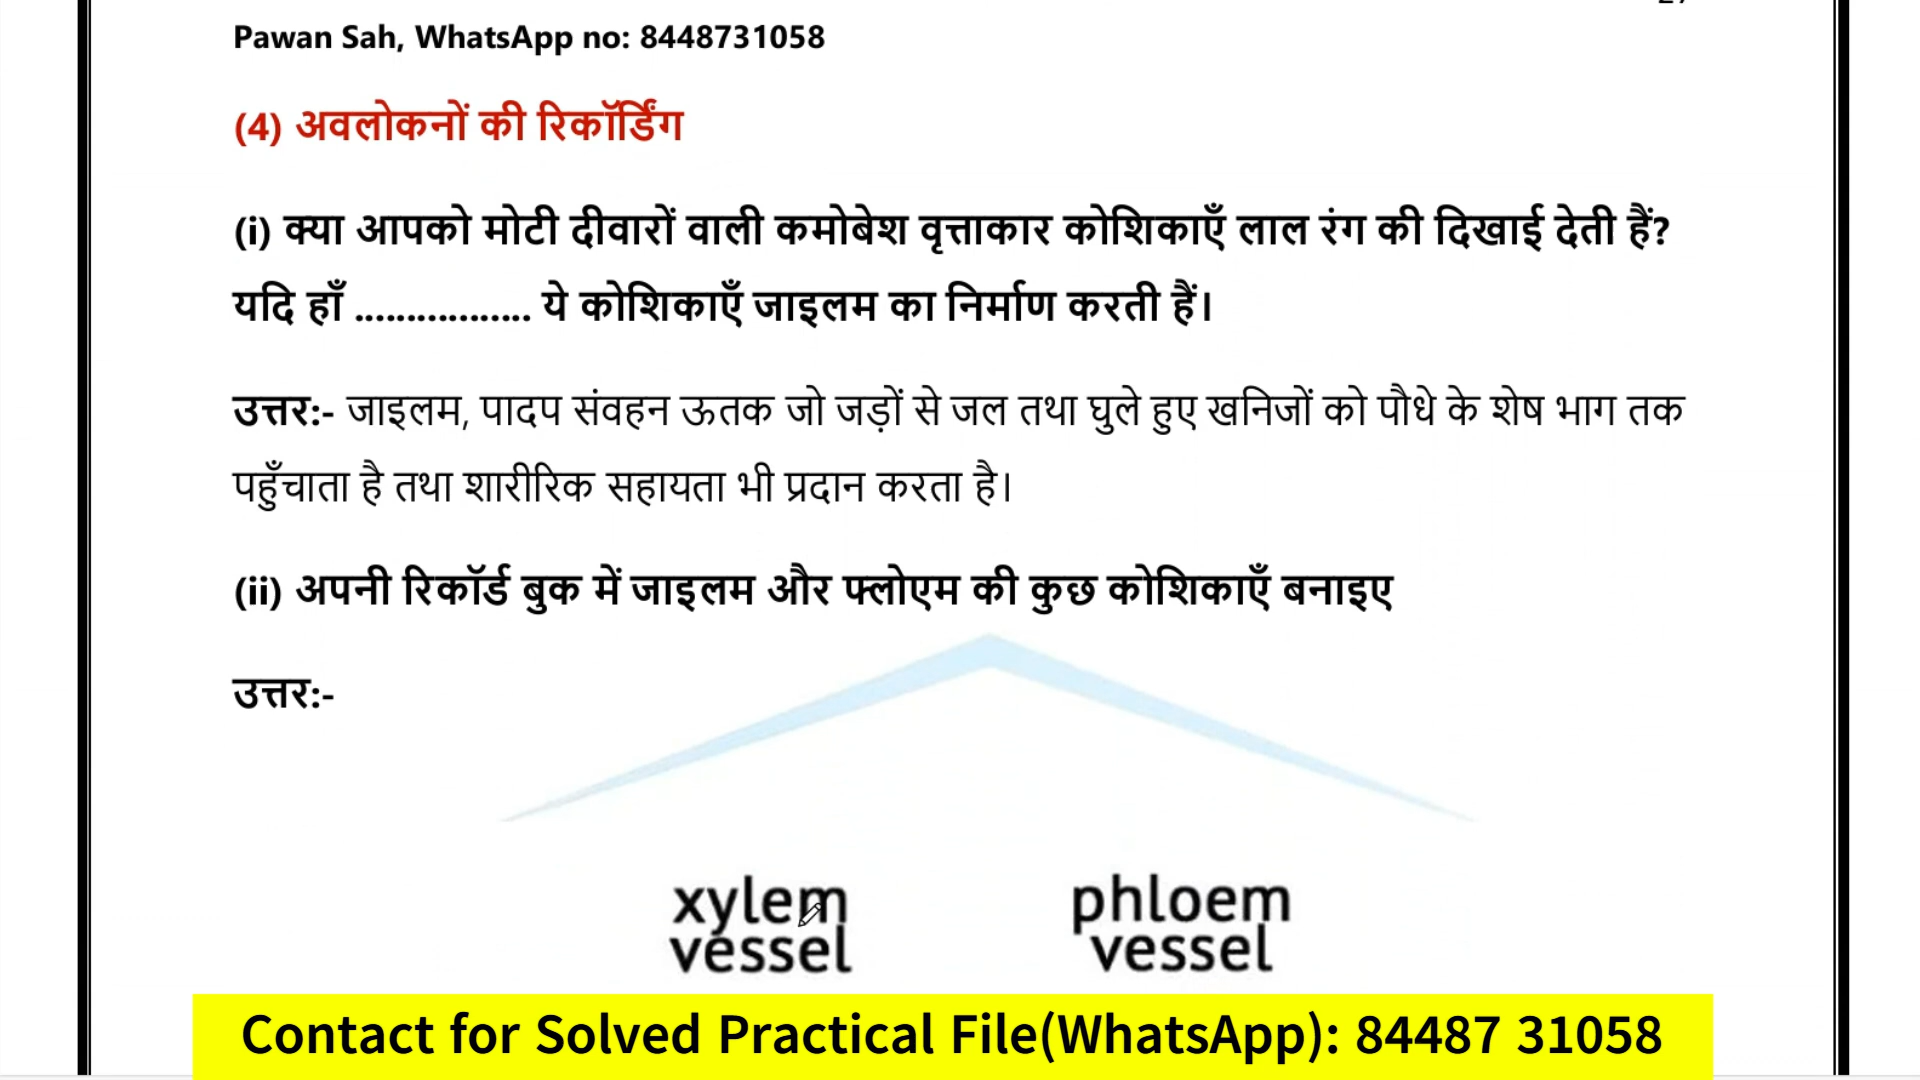 Pawan Sah, WhatsApp no: 8448731058
(4) अवलोकनों की रिकॉर्डिंग
(i) क्या आपको मोटी दीवारों वाली कमोबेश वृत्ताकार कोशिकाएँ लाल रंग की दिखाई देती हैं?
यदि हाँ ................. ये कोशिकाएँ जाइलम का निर्माण करती हैं।
उत्तर:- जाइलम, पादप संवहन ऊतक जो जड़ों से जल तथा घुले हुए खनिजों को पौधे के शेष भाग तक
पहुँचाता है तथा शारीरिक सहायता भी प्रदान करता है।
(ii) अपनी रिकॉर्ड बुक में जाइलम और फ्लोएम की कुछ कोशिकाएँ बनाइए
उत्तर:-
xylem phloem
vessel vessel
Contact for Solved Practical File(WhatsApp): 84487 31058